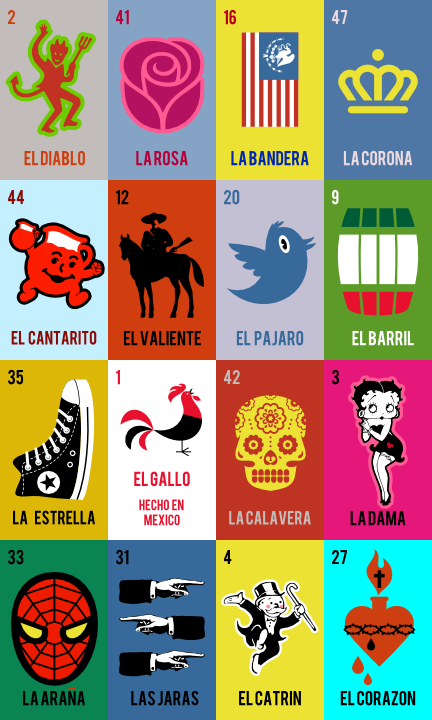 2
EL DIABLO
41
LA ROSA
16
LA BANDERA
47
LA CORONA
44
EL CANTARITO
12
EL VALIENTE
20
EL PAJARO
9
EL BARRIL
35
LA ESTRELLA
1
EL GALLO
HECHO EN
MEXICO
42
LA CALAVERA
3
LA DAMA
33
LA ARAÑA
31
LAS JARAS
4
EL CATRIN
27
EL CORAZON